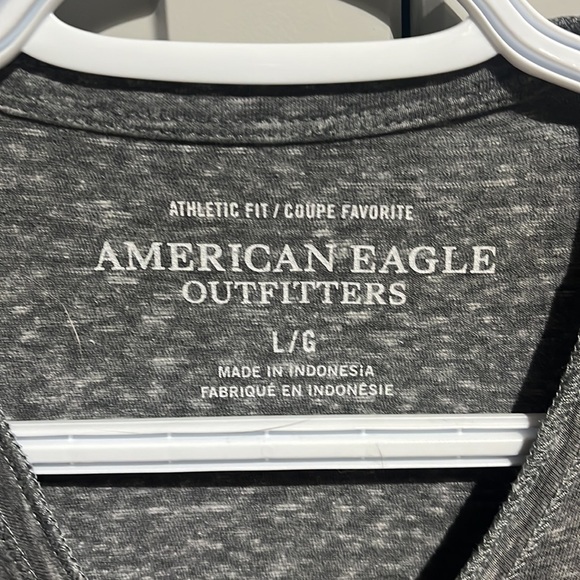 ATHLETIC FIT / COUPE FAVORITE
AMERICAN EAGLE
OUTFITTERS
L/G
MADE IN INDONESIA
FABRIQUÉ EN INDONÉSIE